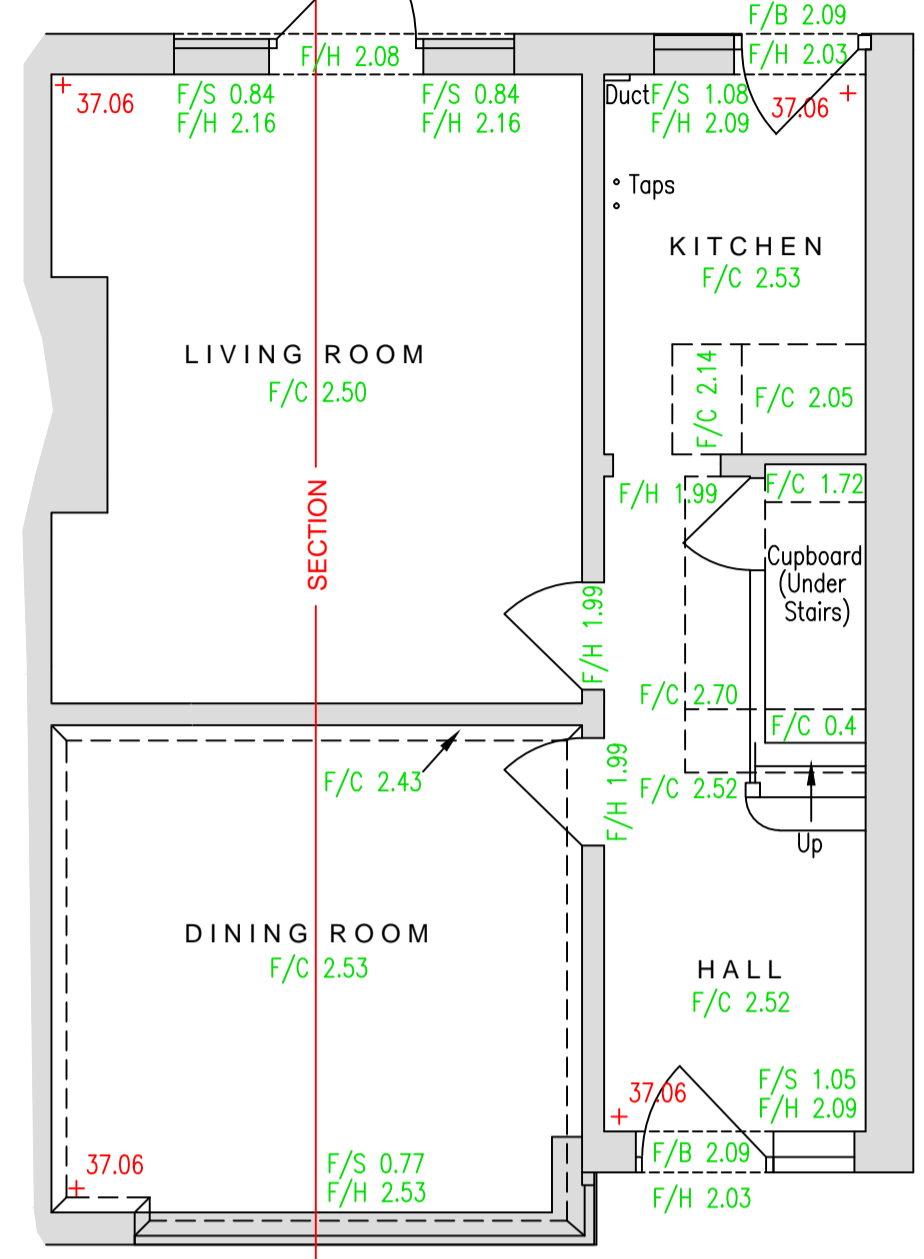 F/B 2.09
F/H 2.08
F/H 2.03
37.06
F/S 0.84
F/H 2.16
F/S 0.84
F/H 2.16
Duct
F/S 1.08
F/H 2.09
37.06
Taps
KITCHEN
F/C 2.53
LIVING ROOM
F/C 2.50
F/C 2.14
F/C 2.05
SECTION
F/H 1.99
F/C 1.72
Cupboard
(Under
Stairs)
F/H 1.99
F/C 2.70
F/C 0.4
F/C 2.43
F/H 1.99
F/C 2.52
Up
DINING ROOM
F/C 2.53
HALL
F/C 2.52
37.06
F/S 1.05
F/H 2.09
37.06
F/S 0.77
F/H 2.53
F/B 2.09
F/H 2.03